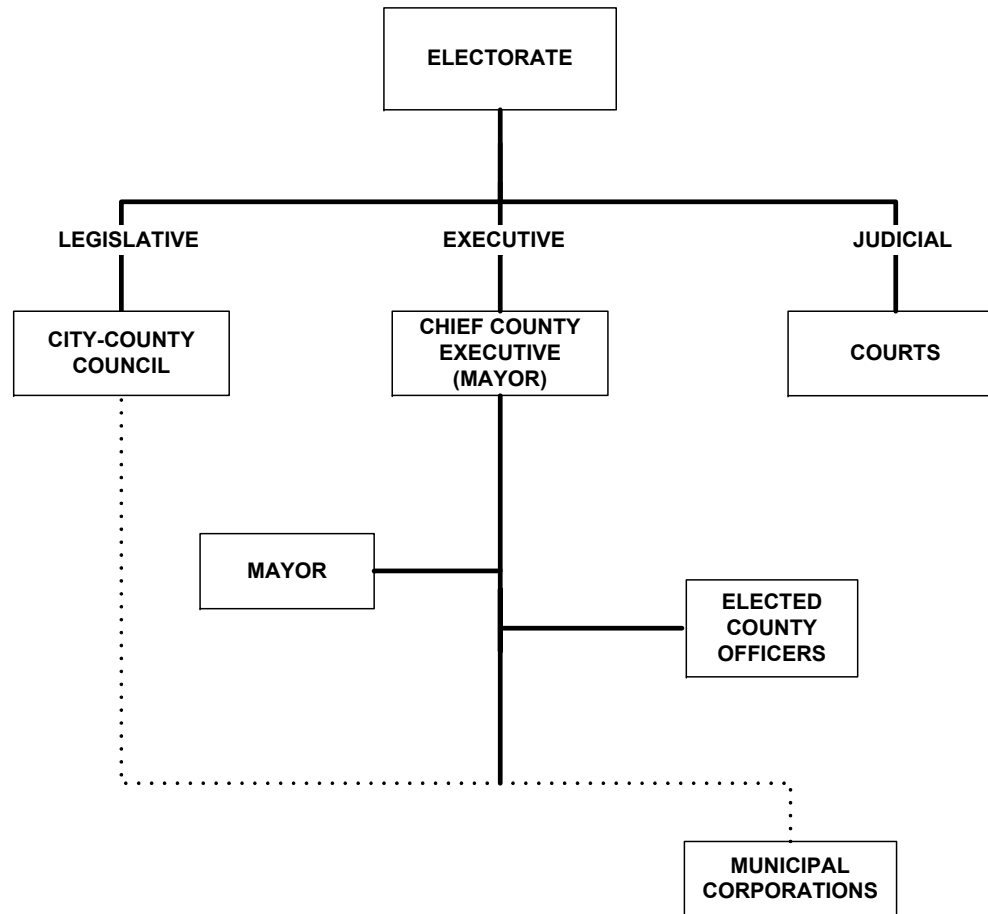 ELECTORATE
LEGISLATIVE
EXECUTIVE
JUDICIAL
CITY-COUNTY
COUNCIL
CHIEF COUNTY
EXECUTIVE
(MAYOR)
COURTS
MAYOR
ELECTED
COUNTY
OFFICERS
MUNICIPAL
CORPORATIONS